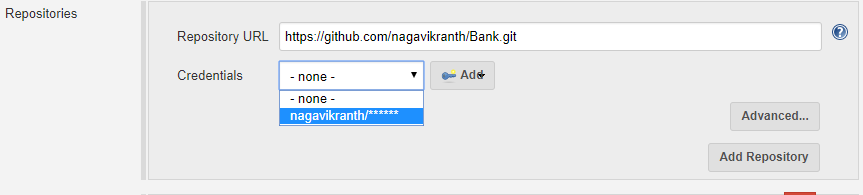 Repositories
Repository URL https://github.com/nagavikranth/Bank.git
Credentials - none - Add
- none -
nagavikranth/******
Advanced...
Add Repository